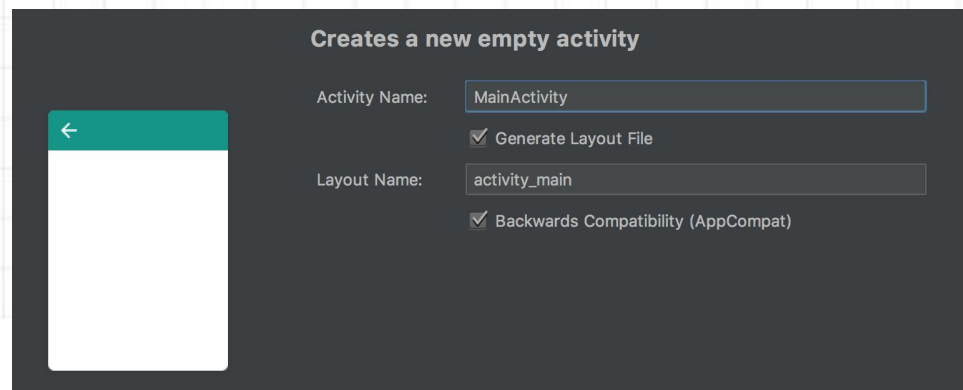 Creates a new empty activity
Activity Name: MainActivity
Generate Layout File
Layout Name: activity_main
Backwards Compatibility (AppCompat)